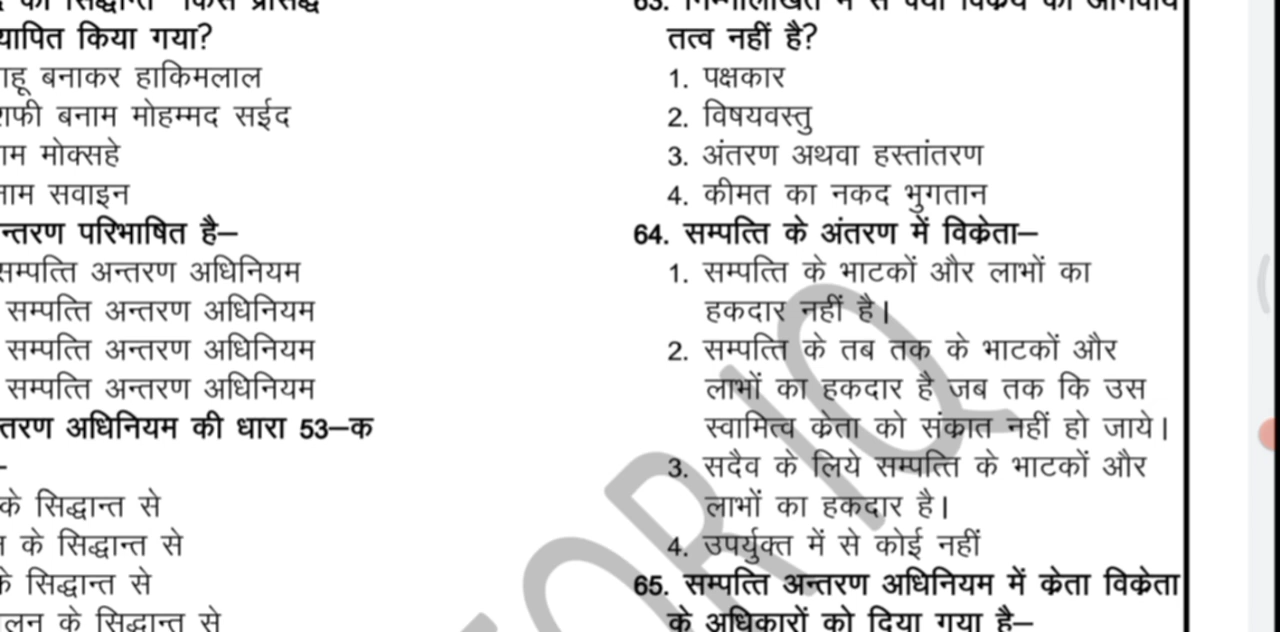 का सिद्धान्त किस प्रसिद्ध
किया गया?
बनाकर हाकिमलाल
बनाम मोहम्मद सईद
मोक्सहे
सवाइन
परिभाषित है–
सम्पत्ति अन्तरण अधिनियम
सम्पत्ति अन्तरण अधिनियम
सम्पत्ति अन्तरण अधिनियम
सम्पत्ति अन्तरण अधिनियम
अधिनियम की धारा 53–क
–
के सिद्धान्त से
के सिद्धान्त से
के सिद्धान्त से
के सिद्धान्त से
63. निम्नलिखित में से क्या विक्रय का अनिवार्य
तत्व नहीं है?
1. पक्षकार
2. विषयवस्तु
3. अंतरण अथवा हस्तांतरण
4. कीमत का नकद भुगतान
64. सम्पत्ति के अंतरण में विक्रेता–
1. सम्पत्ति के भाटकों और लाभों का
हकदार नहीं है।
2. सम्पत्ति के तब तक के भाटकों और
लाभों का हकदार है जब तक कि उस
स्वामित्व क्रेता को संक्रात नहीं हो जाये।
3. सदैव के लिये सम्पत्ति के भाटकों और
लाभों का हकदार है।
4. उपर्युक्त में से कोई नहीं
65. सम्पत्ति अन्तरण अधिनियम में क्रेता विक्रेता
के अधिकारों को दिया गया है–